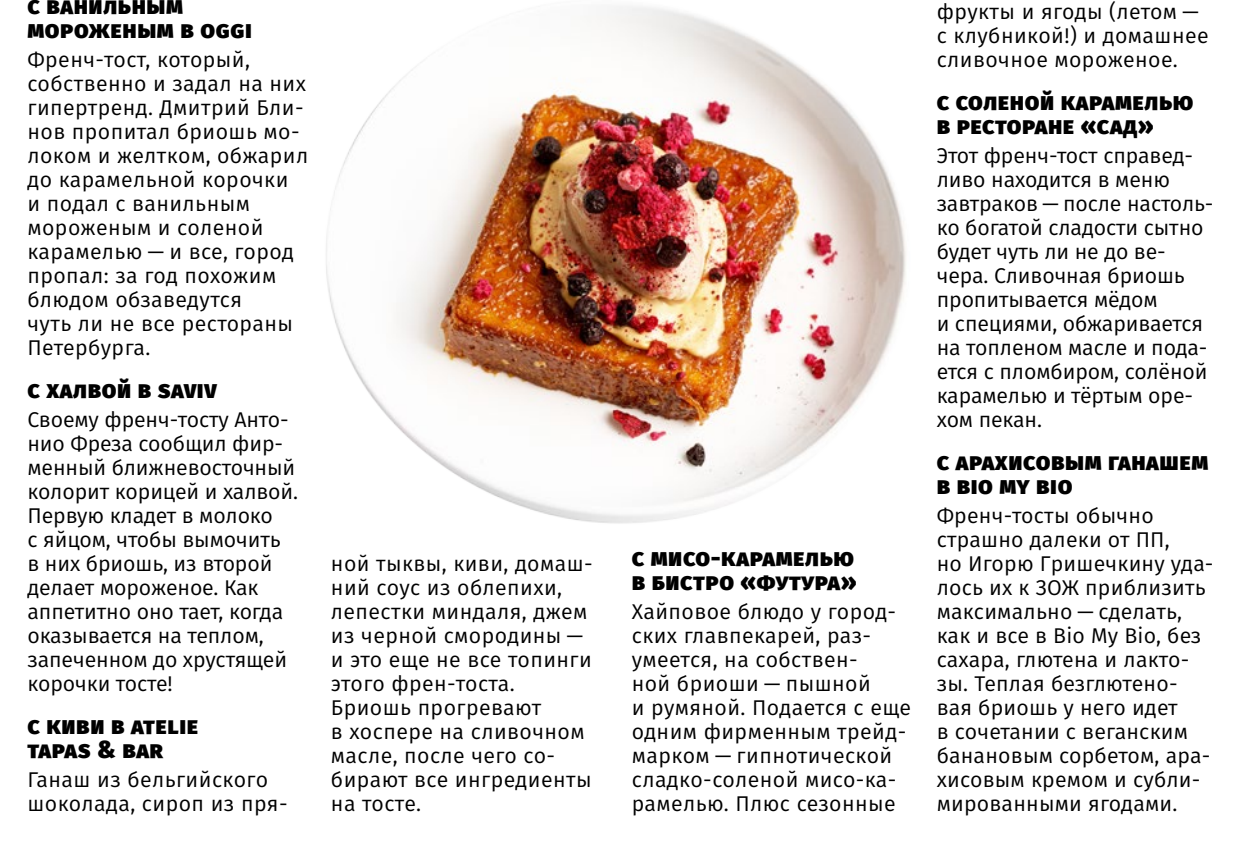 С ВАНИЛЬНЫМ
МОРОЖЕНЫМ В OGGI
Френч-тост, который,
собственно и задал на них
гипертренд. Дмитрий Бли-
нов пропитал бриошь мо-
локом и желтком, обжарил
до карамельной корочки
и подал с ванильным
мороженым и соленой
карамелью — и все, город
пропал: за год похожим
блюдом обзаведутся
чуть ли не все рестораны
Петербурга.
С ХАЛВОЙ В SAVIV
Своему френч-тосту Анто-
нио Фреза сообщил фир-
менный ближневосточный
колорит корицей и халвой.
Первую кладет в молоко
с яйцом, чтобы вымочить
в них бриошь, из второй
делает мороженое. Как
аппетитно оно тает, когда
оказывается на теплом,
запеченном до хрустящей
корочки тосте!
С КИВИ В ATELIE
TAPAS & BAR
Ганаш из бельгийского
шоколада, сироп из пря-
ной тыквы, киви, домаш-
ний соус из облепихи,
лепестки миндаля, джем
из черной смородины —
и это еще не все топинги
этого френ-тоста.
Бриошь прогревают
в хоспере на сливочном
масле, после чего со-
бирают все ингредиенты
на тосте.
С МИСО-КАРАМЕЛЬЮ
В БИСТРО «ФУТУРА»
Хайповое блюдо у город-
ских главпекарей, раз-
умеется, на собствен-
ной бриоши — пышной
и румяной. Подается с еще
одним фирменным трейд-
марком — гипнотической
сладко-соленой мисо-ка-
рамелью. Плюс сезонные
фрукты и ягоды (летом —
с клубникой!) и домашнее
сливочное мороженое.
С СОЛЕНОЙ КАРАМЕЛЬЮ
В РЕСТОРАНЕ «САД»
Этот френч-тост справед-
ливо находится в меню
завтраков — после настоль-
ко богатой сладости сытно
будет чуть ли не до ве-
чера. Сливочная бриошь
пропитывается мёдом
и специями, обжаривается
на топленом масле и пода-
ется с пломбиром, солёной
карамелью и тёртым оре-
хом пекан.
С АРАХИСОВЫМ ГАНАШЕМ
В BIO MY BIO
Френч-тосты обычно
страшно далеки от ПП,
но Игорю Гришечкину уда-
лось их к ЗОЖ приблизить
максимально — сделать,
как и все в Bio My Bio, без
сахара, глютена и лакто-
зы. Теплая безглютено-
вая бриошь у него идет
в сочетании с веганским
банановым сорбетом, ара-
хисовым кремом и субли-
мированными ягодами.